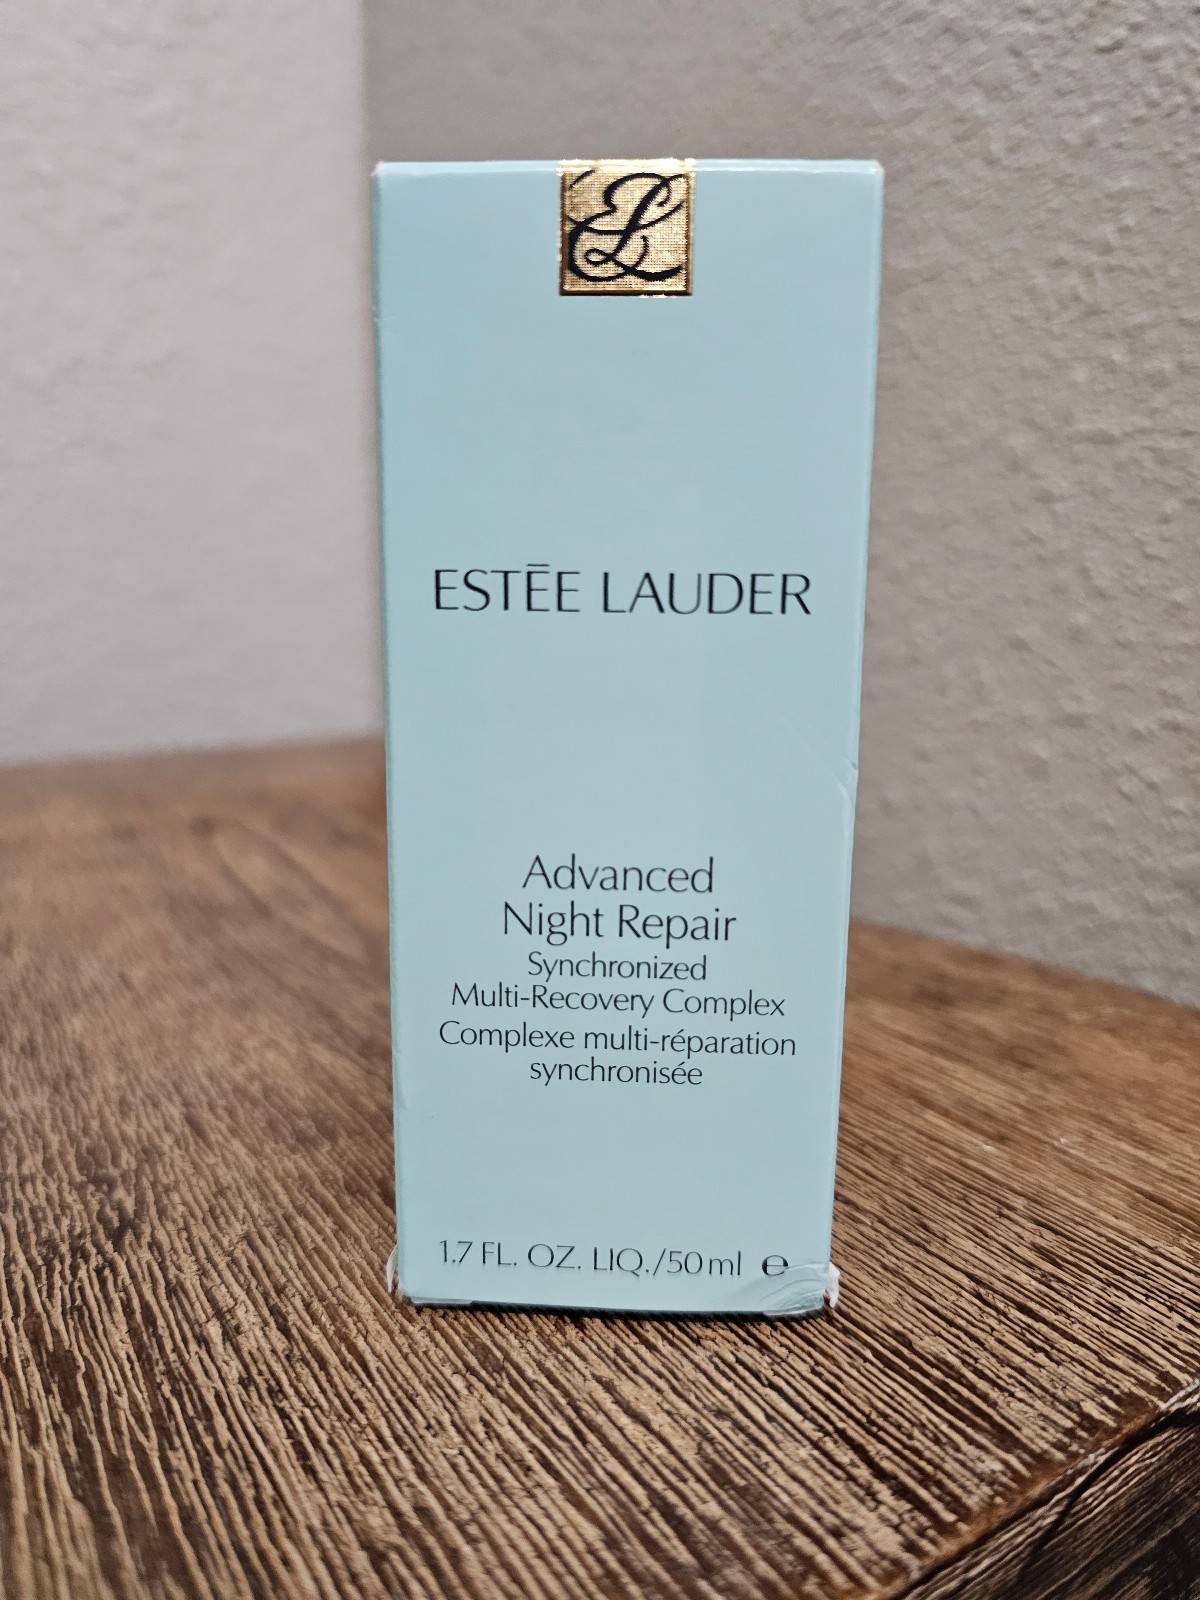 EL
ESTĒE LAUDER
Advanced
Night Repair
Synchronized
Multi-Recovery Complex
Complexe multi-réparation
synchronisée
1.7 FL. OZ. LIQ./50 ml ℮